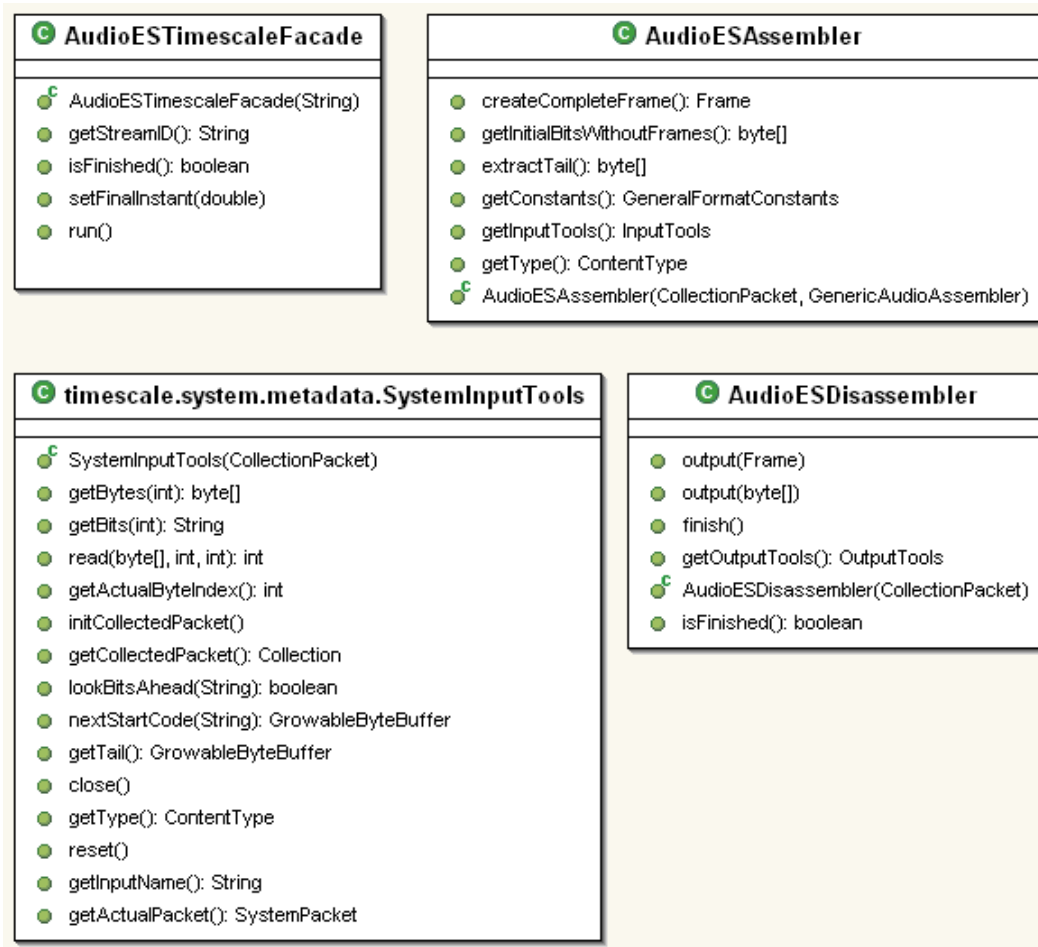 C AudioESTimescaleFacade
C AudioESTimescaleFacade(String)
getStreamID(): String
isFinished(): boolean
setFinalInstant(double)
run()
C AudioESAssembler
createCompleteFrame(): Frame
getInitialBitsWithoutFrames(): byte[]
extractTail(): byte[]
getConstants(): GeneralFormatConstants
getInputTools(): InputTools
getType(): ContentType
C AudioESAssembler(CollectionPacket, GenericAudioAssembler)
C timescale.system.metadata.SystemInputTools
C SystemInputTools(CollectionPacket)
getBytes(int): byte[]
getBits(int): String
read(byte[], int, int): int
getActualByteIndex(): int
initCollectedPacket()
getCollectedPacket(): Collection
lookBitsAhead(String): boolean
nextStartCode(String): GrowableByteBuffer
getTail(): GrowableByteBuffer
close()
getType(): ContentType
reset()
getInputName(): String
getActualPacket(): SystemPacket
C AudioESDisassembler
output(Frame)
output(byte[])
finish()
getOutputTools(): OutputTools
C AudioESDisassembler(CollectionPacket)
isFinished(): boolean